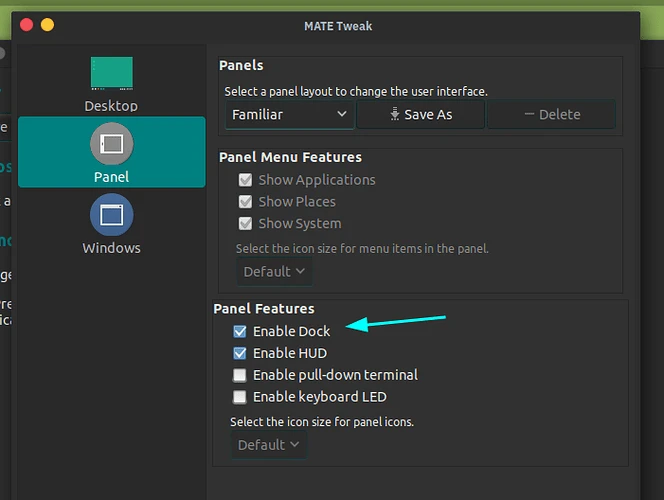 MATE Tweak
Desktop
Panel
Windows
Panels
Select a panel layout to change the user interface.
Familiar
Save As
Delete
Panel Menu Features
Show Applications
Show Places
Show System
Select the icon size for menu items in the panel.
Default
Panel Features
Enable Dock
Enable HUD
Enable pull-down terminal
Enable keyboard LED
Select the icon size for panel icons.
Default